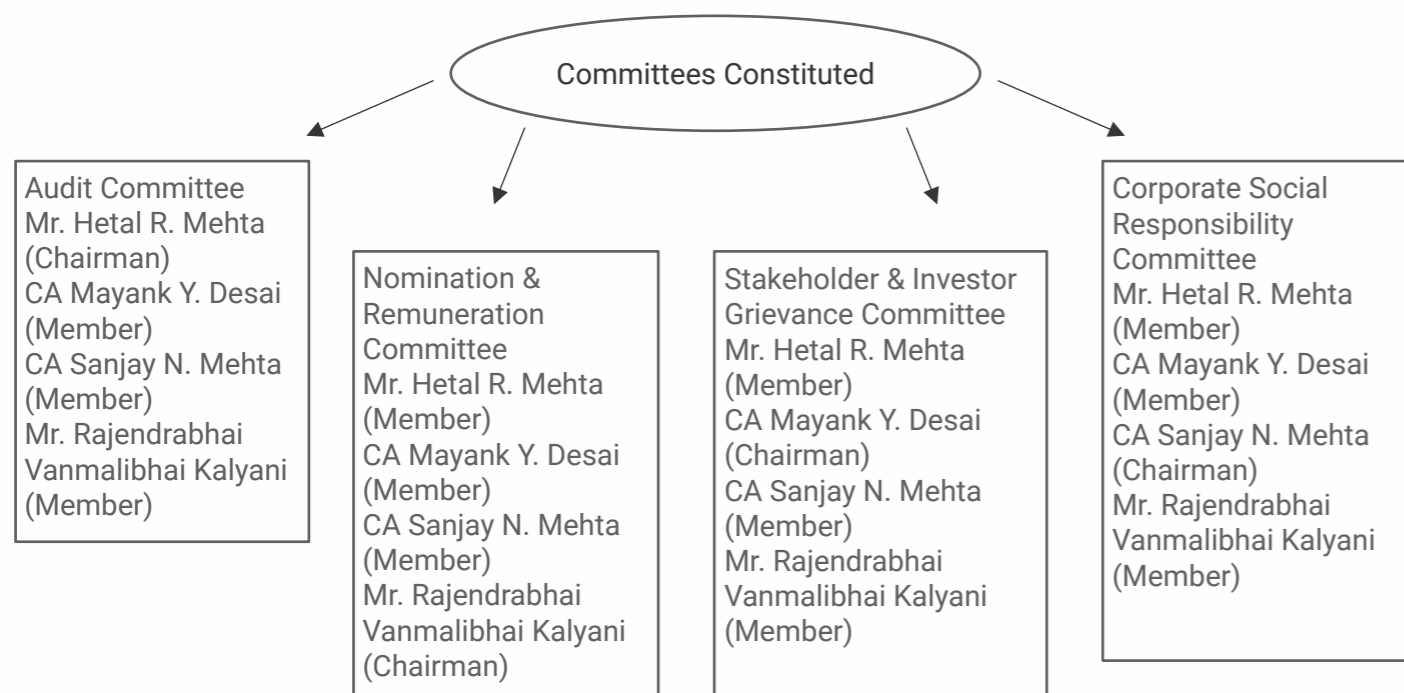 Committees Constituted
Audit Committee
Mr. Hetal R. Mehta
(Chairman)
CA Mayank Y. Desai
(Member)
CA Sanjay N. Mehta
(Member)
Mr. Rajendrabhai
Vanmalibhai Kalyani
(Member)
Nomination &
Remuneration
Committee
Mr. Hetal R. Mehta
(Member)
CA Mayank Y. Desai
(Member)
CA Sanjay N. Mehta
(Member)
Mr. Rajendrabhai
Vanmalibhai Kalyani
(Chairman)
Stakeholder & Investor
Grievance Committee
Mr. Hetal R. Mehta
(Member)
CA Mayank Y. Desai
(Chairman)
CA Sanjay N. Mehta
(Member)
Mr. Rajendrabhai
Vanmalibhai Kalyani
(Member)
Corporate Social
Responsibility
Committee
Mr. Hetal R. Mehta
(Member)
CA Mayank Y. Desai
(Member)
CA Sanjay N. Mehta
(Chairman)
Mr. Rajendrabhai
Vanmalibhai Kalyani
(Member)